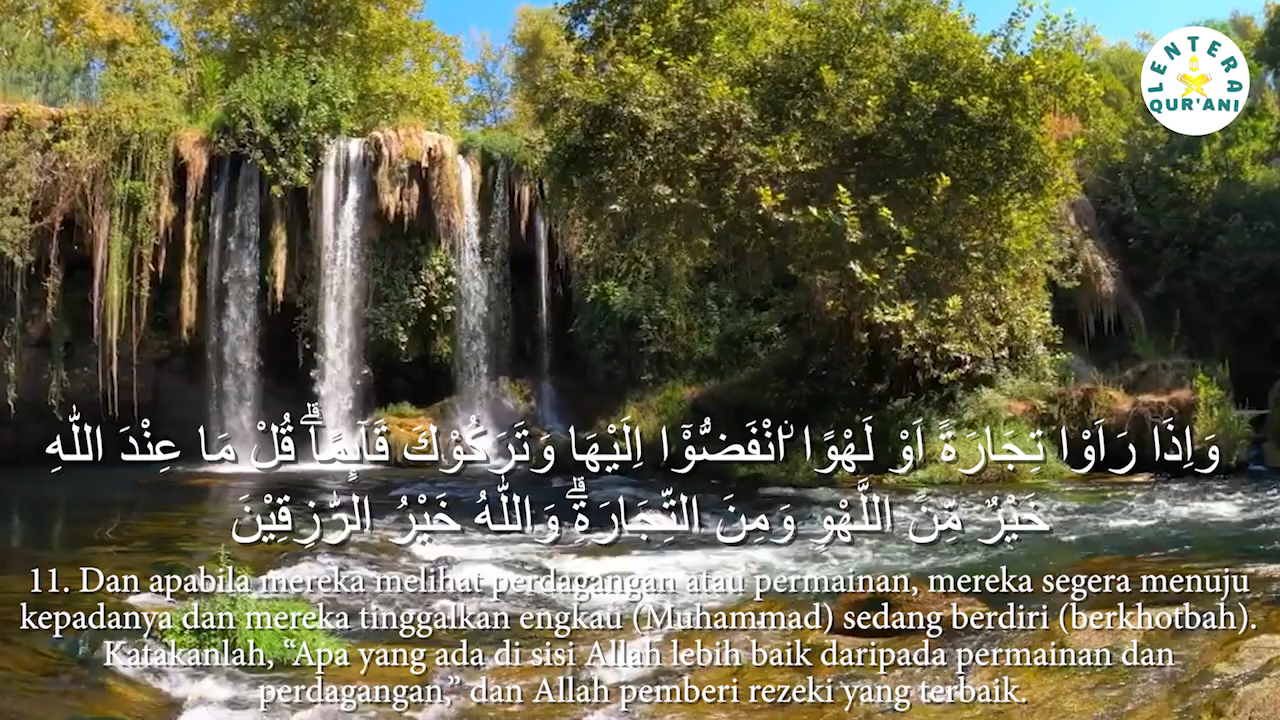 LENTERA
QUR'ANI
وَاِذَا رَاَوْا تِجَارَةً اَوْ لَهْوًا ۨانْفَضُّوْٓا اِلَيْهَا وَتَرَكُوْكَ قَاۤىِٕمًاۗ قُلْ مَا عِنْدَ اللّٰهِ
خَيْرٌ مِّنَ اللَّهْوِ وَمِنَ التِّجَارَةِۗ وَاللّٰهُ خَيْرُ الرّٰزِقِيْنَ
11. Dan apabila mereka melihat perdagangan atau permainan, mereka segera menuju
kepadanya dan mereka tinggalkan engkau (Muhammad) sedang berdiri (berkhotbah).
Katakanlah, “Apa yang ada di sisi Allah lebih baik daripada permainan dan
perdagangan,” dan Allah pemberi rezeki yang terbaik.